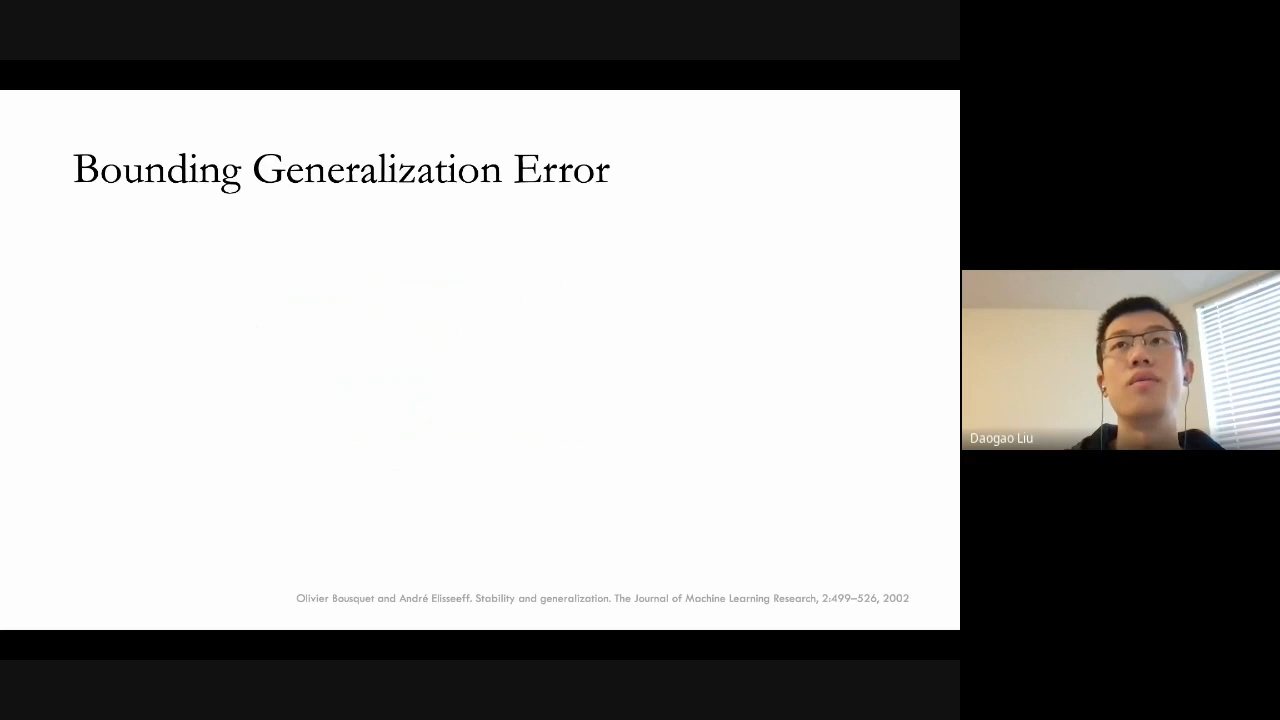 Bounding Generalization Error
Olivier Bousquet and André Elisseeff. Stability and generalization. The Journal of Machine Learning Research, 2:499–526, 2002
Daogao Liu